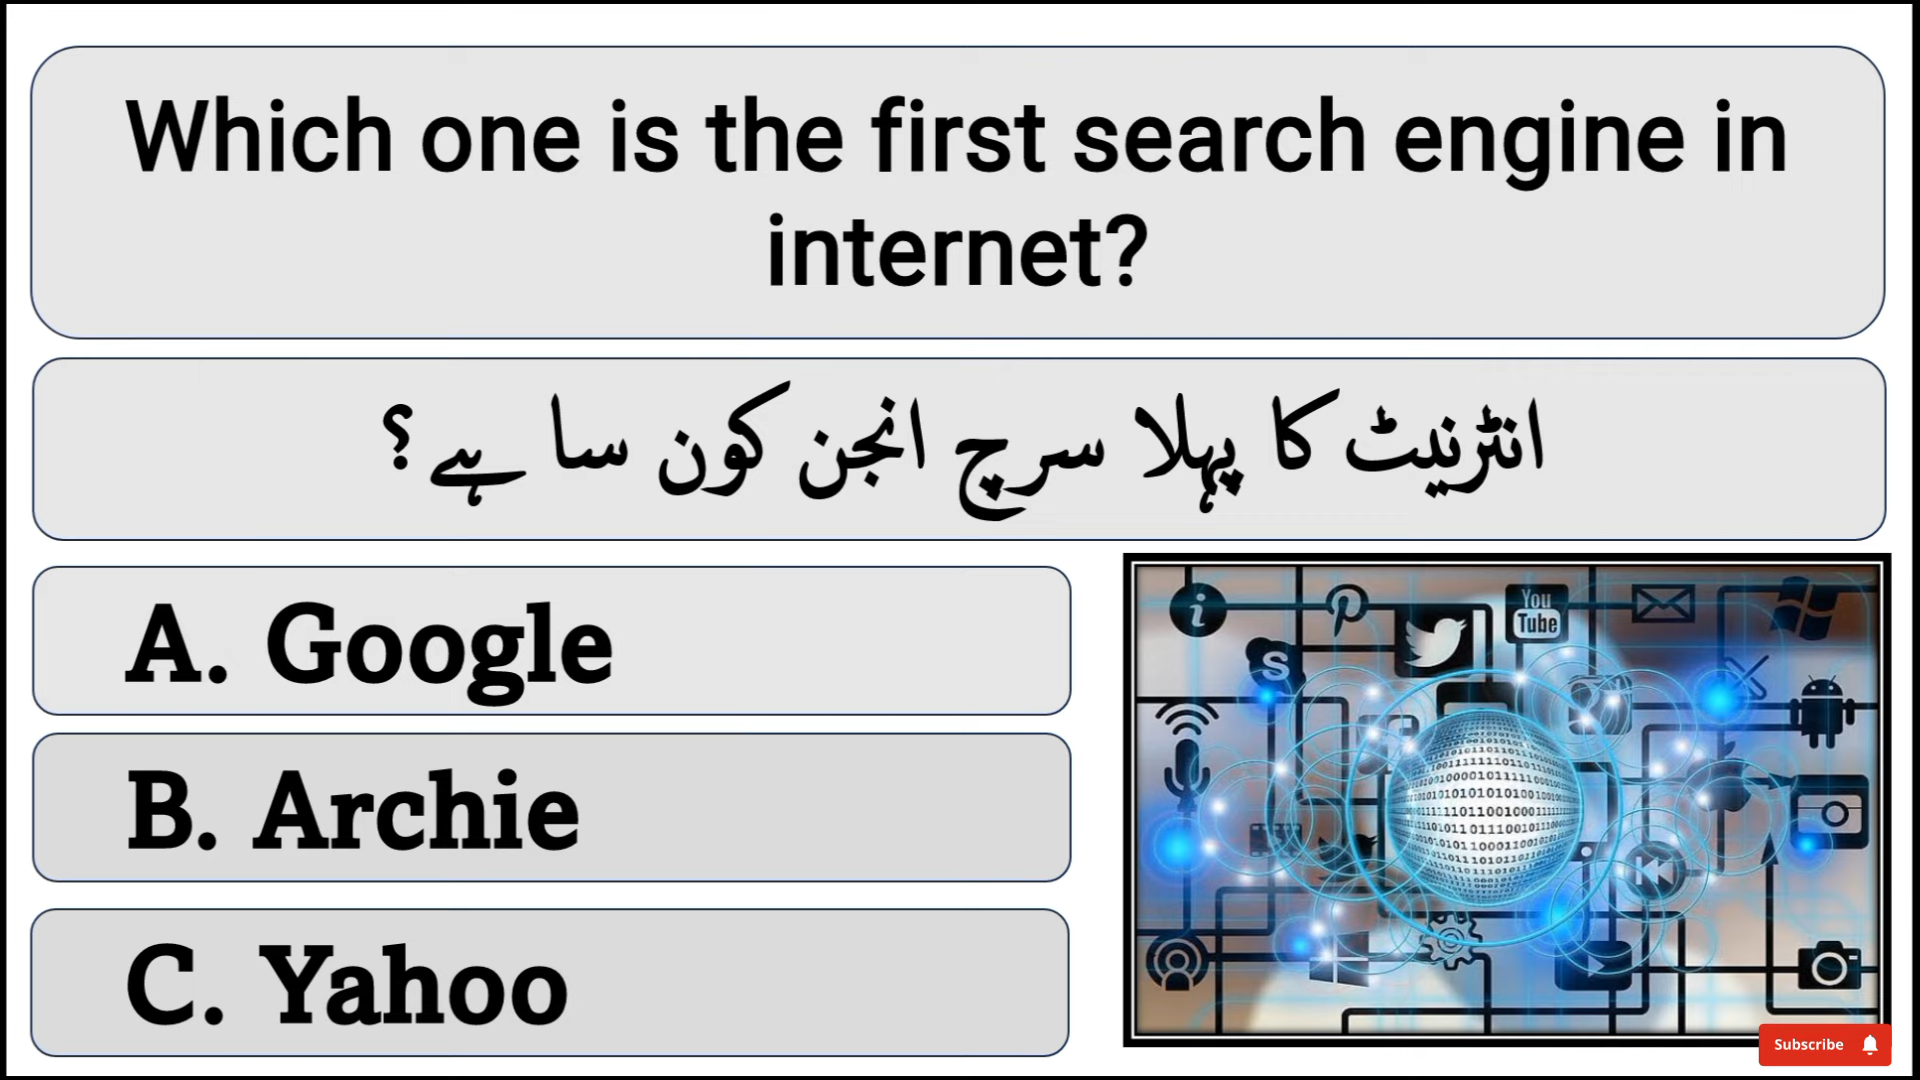 Which one is the first search engine in
internet?
انٹرنیٹ کا پہلا سرچ انجن کون سا ہے؟
A. Google
B. Archie
C. Yahoo
You
Tube
Subscribe